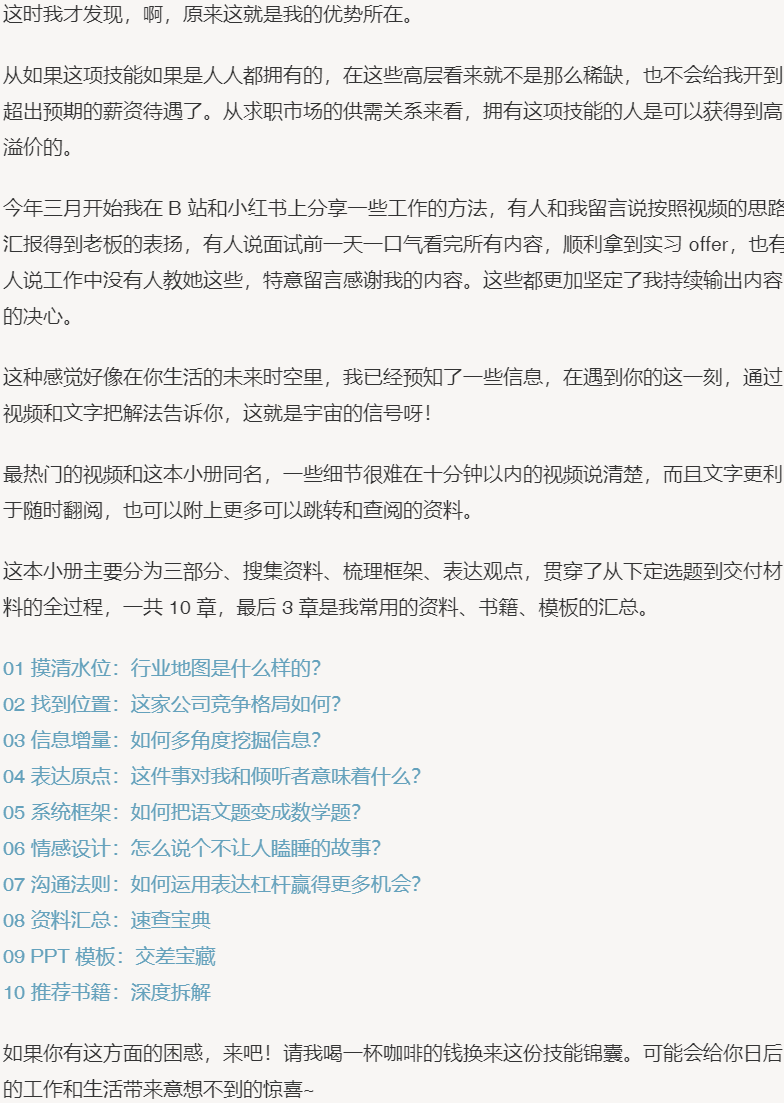 这时我才发现，啊，原来这就是我的优势所在。
从如果这项技能如果是人人都拥有的，在这些高层看来就不是那么稀缺，也不会给我开到
超出预期的薪资待遇了。从求职市场的供需关系来看，拥有这项技能的人是可以获得到高
溢价的。
今年三月开始我在 B 站和小红书上分享一些工作的方法，有人和我留言说按照视频的思路
汇报得到老板的表扬，有人说面试前一天一口气看完所有内容，顺利拿到实习 offer，也有
人说工作中没有人教她这些，特意留言感谢我的内容。这些都更加坚定了我持续输出内容
的决心。
这种感觉好像在你生活的未来时空里，我已经预知了一些信息，在遇到你的这一刻，通过
视频和文字把解法告诉你，这就是宇宙的信号呀！
最热门的视频和这本小册同名，一些细节很难在十分钟以内的视频说清楚，而且文字更利
于随时翻阅，也可以附上更多可以跳转和查阅的资料。
这本小册主要分为三部分、搜集资料、梳理框架、表达观点，贯穿了从下定选题到交付材
料的全过程，一共 10 章，最后 3 章是我常用的资料、书籍、模板的汇总。
01 摸清水位：行业地图是什么样的？
02 找到位置：这家公司竞争格局如何？
03 信息增量：如何多角度挖掘信息？
04 表达原点：这件事对我和倾听者意味着什么？
05 系统框架：如何把语文题变成数学题？
06 情感设计：怎么说个不让人瞌睡的故事？
07 沟通法则：如何运用表达杠杆赢得更多机会？
08 资料汇总：速查宝典
09 PPT 模板：交差宝藏
10 推荐书籍：深度拆解
如果你有这方面的困惑，来吧！请我喝一杯咖啡的钱换来这份技能锦囊。可能会给你日后
的工作和生活带来意想不到的惊喜~